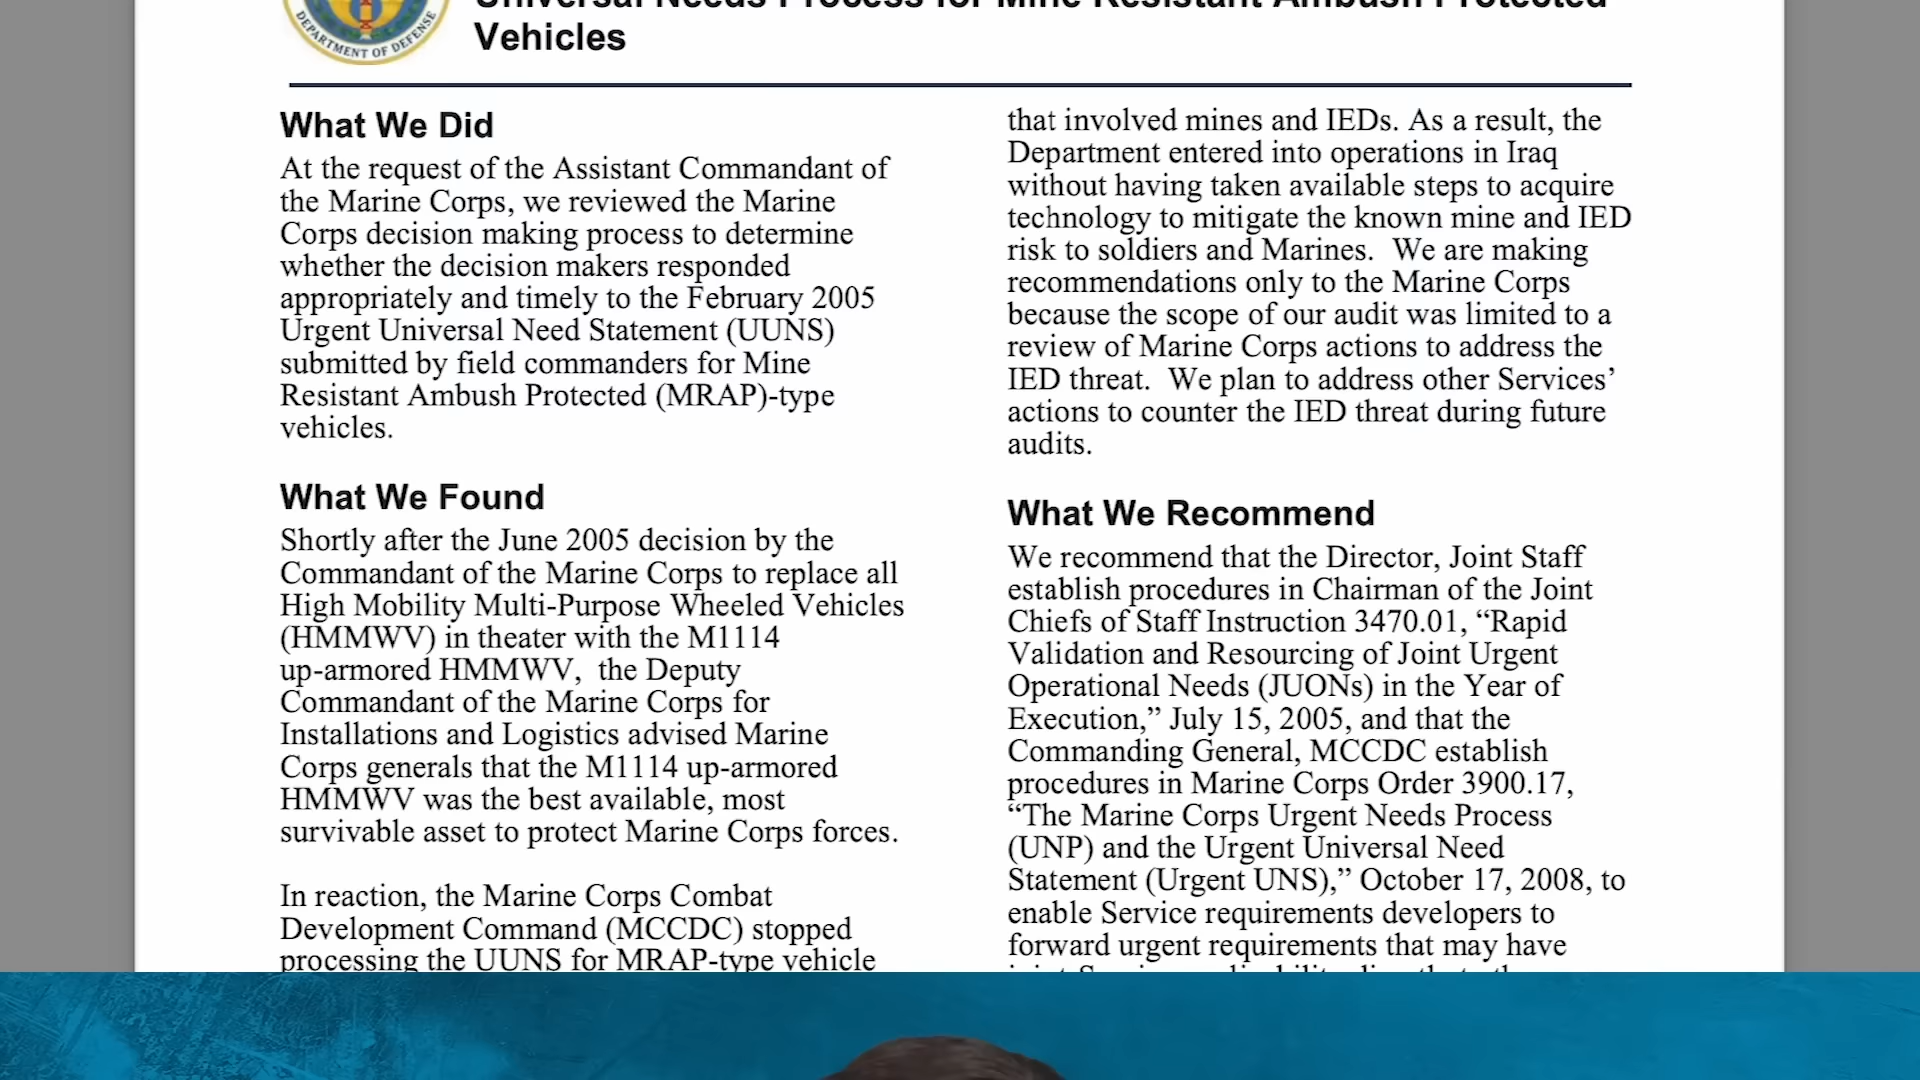 Universal Needs Process for Mine Resistant Ambush Protected
Vehicles
DEPARTMENT OF DEFENSE
What We Did
At the request of the Assistant Commandant of
the Marine Corps, we reviewed the Marine
Corps decision making process to determine
whether the decision makers responded
appropriately and timely to the February 2005
Urgent Universal Need Statement (UUNS)
submitted by field commanders for Mine
Resistant Ambush Protected (MRAP)-type
vehicles.
What We Found
Shortly after the June 2005 decision by the
Commandant of the Marine Corps to replace all
High Mobility Multi-Purpose Wheeled Vehicles
(HMMWV) in theater with the M1114
up-armored HMMWV, the Deputy
Commandant of the Marine Corps for
Installations and Logistics advised Marine
Corps generals that the M1114 up-armored
HMMWV was the best available, most
survivable asset to protect Marine Corps forces.
In reaction, the Marine Corps Combat
Development Command (MCCDC) stopped
processing the UUNS for MRAP-type vehicle
that involved mines and IEDs. As a result, the
Department entered into operations in Iraq
without having taken available steps to acquire
technology to mitigate the known mine and IED
risk to soldiers and Marines. We are making
recommendations only to the Marine Corps
because the scope of our audit was limited to a
review of Marine Corps actions to address the
IED threat. We plan to address other Services’
actions to counter the IED threat during future
audits.
What We Recommend
We recommend that the Director, Joint Staff
establish procedures in Chairman of the Joint
Chiefs of Staff Instruction 3470.01, “Rapid
Validation and Resourcing of Joint Urgent
Operational Needs (JUONs) in the Year of
Execution,” July 15, 2005, and that the
Commanding General, MCCDC establish
procedures in Marine Corps Order 3900.17,
“The Marine Corps Urgent Needs Process
(UNP) and the Urgent Universal Need
Statement (Urgent UNS),” October 17, 2008, to
enable Service requirements developers to
forward urgent requirements that may have